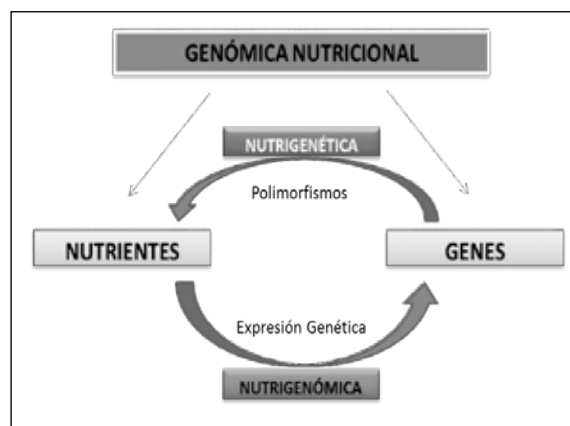 GENÓMICA NUTRICIONAL
NUTRIGENÉTICA
Polimorfismos
NUTRIENTES
GENES
Expresión Genética
NUTRIGENÓMICA